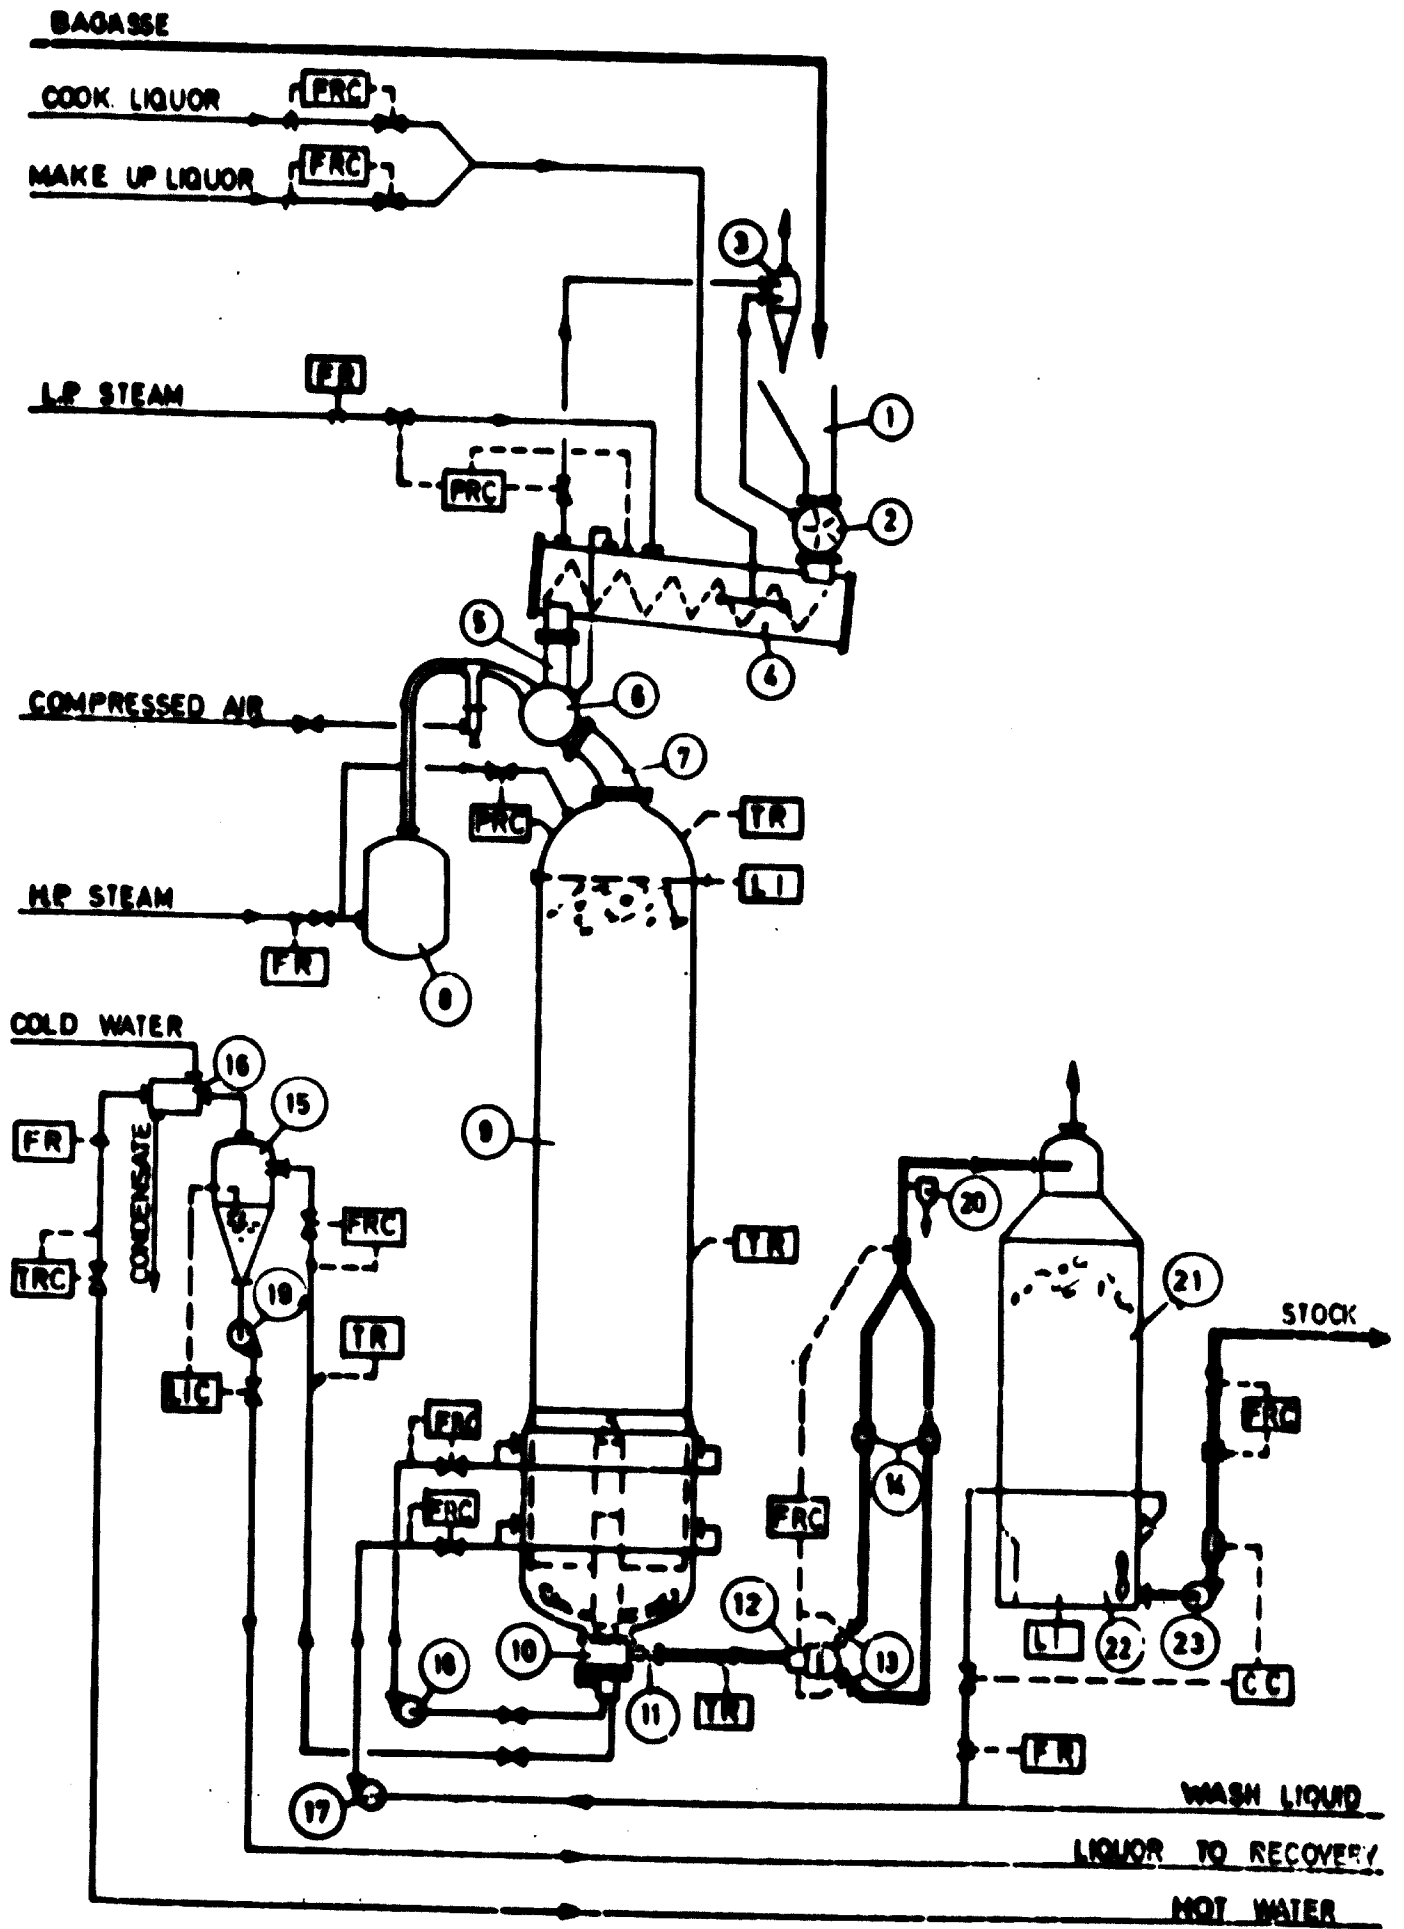 BAGASSE
FRC
COOK. LIQUOR
FRC
MAKE UP LIQUOR
3
FR
L.P. STEAM
1
PRC
2
5
4
6
COMPRESSED AIR
7
PRC
TR
LI
H.P. STEAM
FR
8
COLD WATER
16
15
9
FR
CONDENSATE
20
FRC
TR
TRC
19
21
STOCK
TR
LIC
FRC
FRC
14
FRC
FRC
12
LI
22
23
10
13
18
CC
11
TR
FR
17
WASH LIQUID
LIQUOR TO RECOVERY
HOT WATER